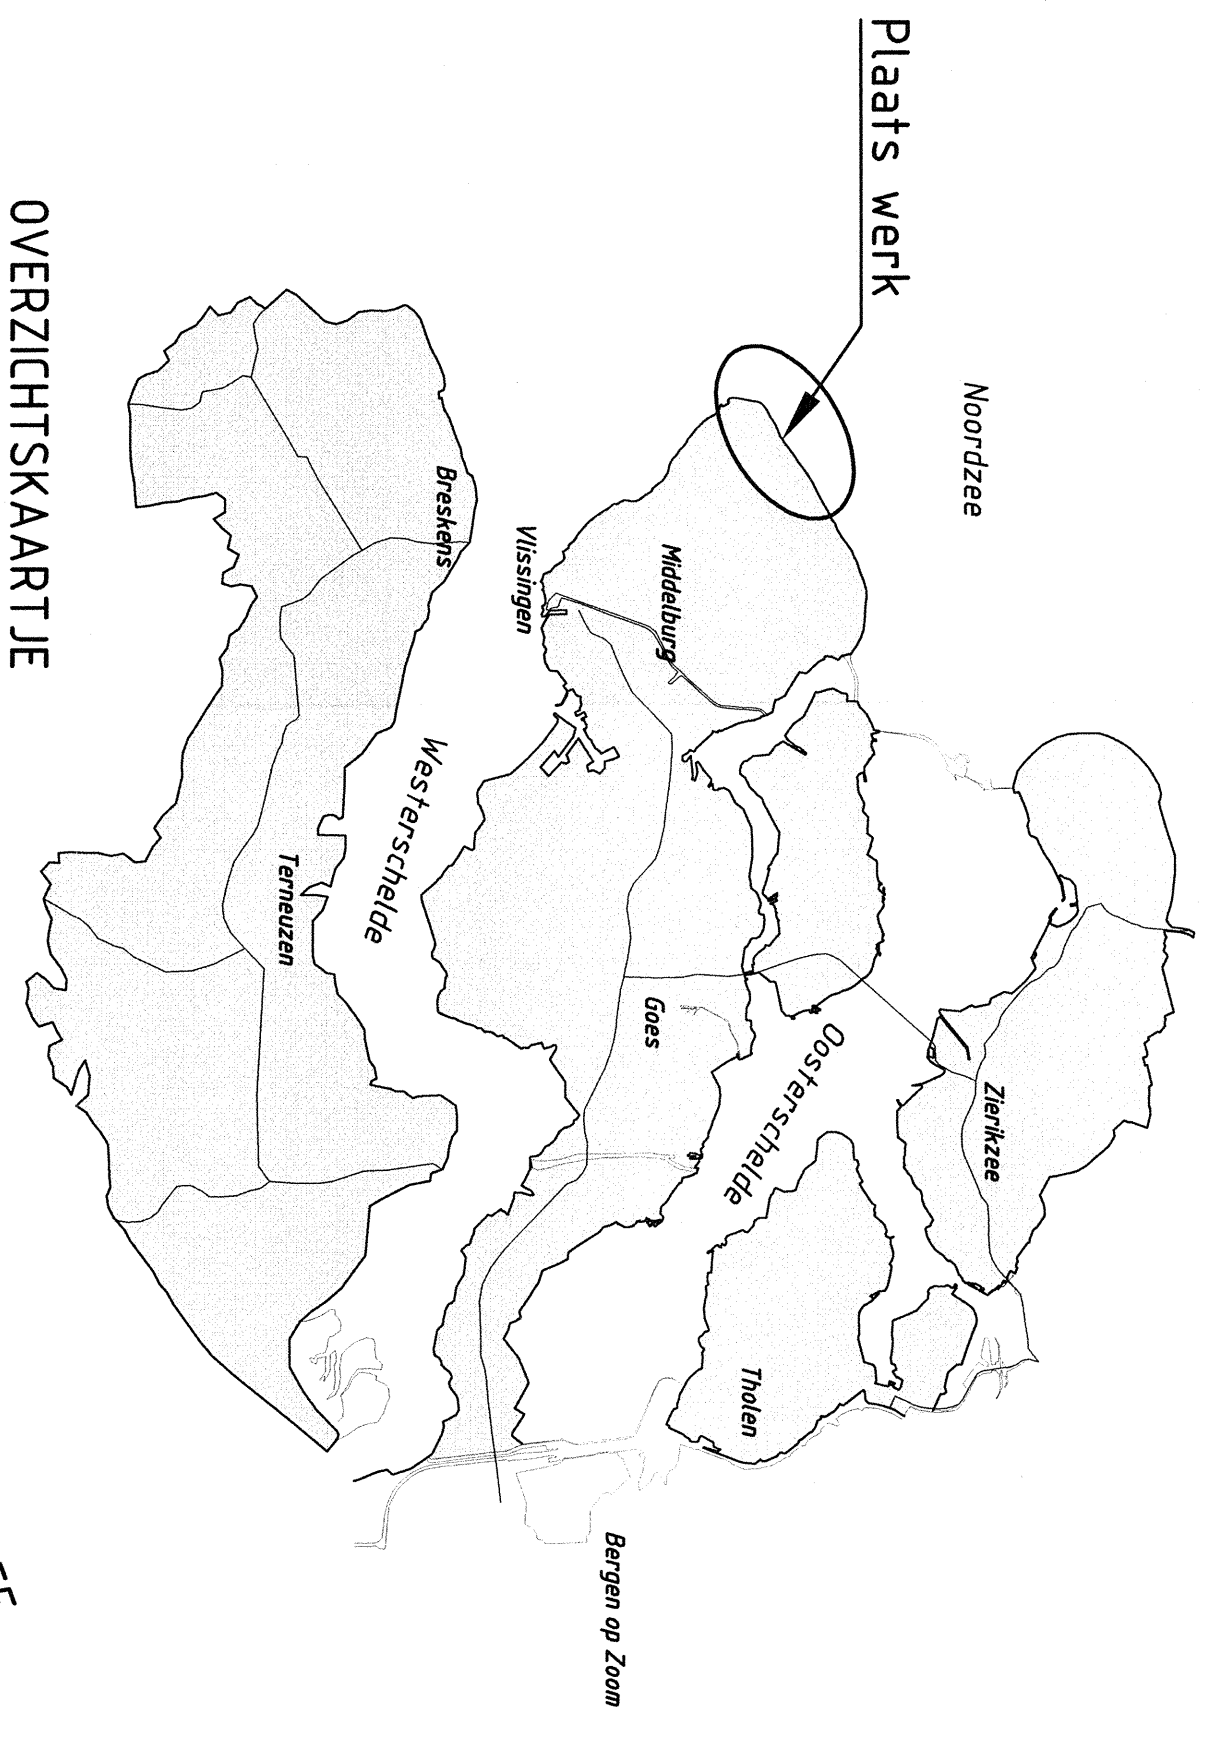 Plaats werk
Noordzee
Zierikzee
Oosterschelde
Tholen
Middelburg
Goes
Bergen op Zoom
Vlissingen
Breskens
Westerschelde
Terneuzen
OVERZICHTSKAARTJE